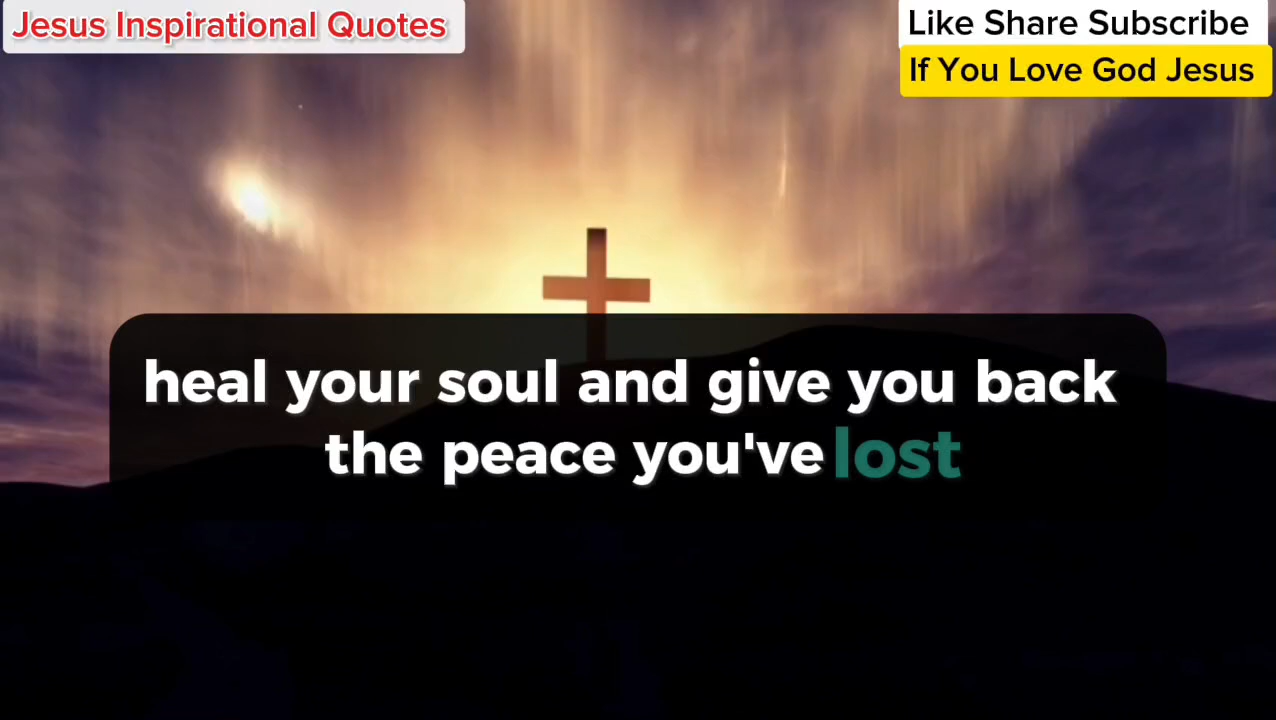 Jesus Inspirational Quotes
Like Share Subscribe
If You Love God Jesus
heal your soul and give you back
the peace you've lost